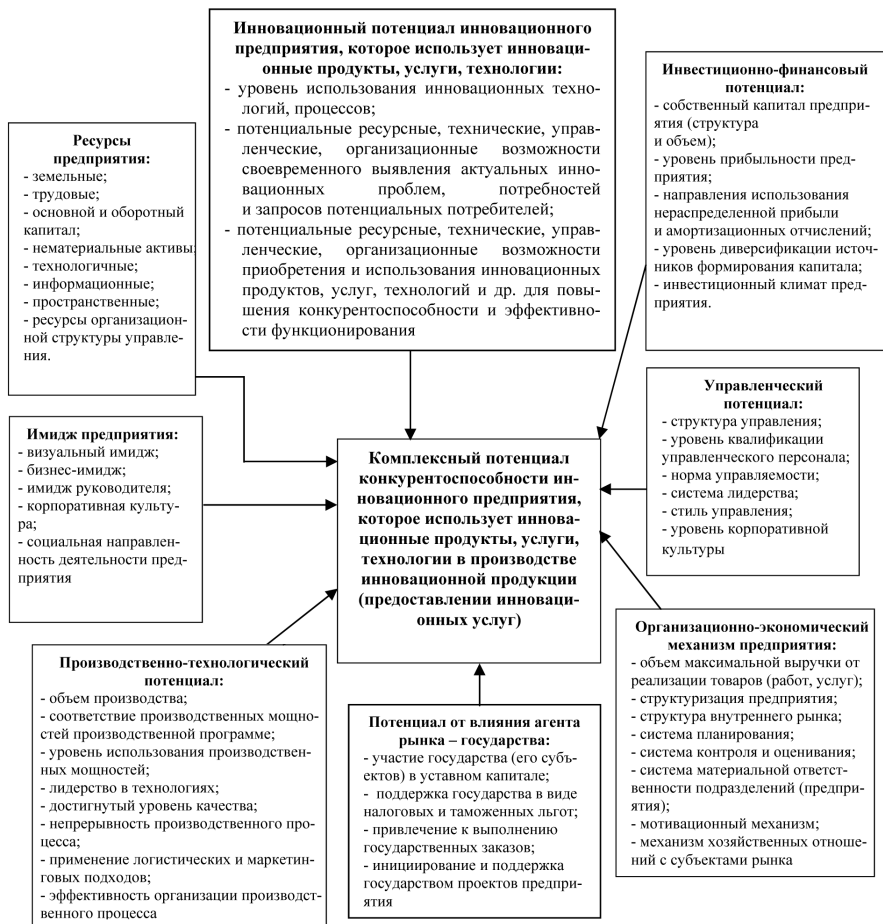 Инновационный потенциал инновационного
предприятия, которое использует инноваци-
онные продукты, услуги, технологии:
- уровень использования инновационных техно-
логий, процессов;
- потенциальные ресурсные, технические, управ-
ленческие, организационные возможности
своевременного выявления актуальных инно-
вационных проблем, потребностей
и запросов потенциальных потребителей;
- потенциальные ресурсные, технические, управ-
ленческие, организационные возможности
приобретения и использования инновационных
продуктов, услуг, технологий и др. для повы-
шения конкурентоспособности и эффективно-
сти функционирования
Инвестиционно-финансовый
потенциал:
- собственный капитал предпри-
ятия (структура
и объем);
- уровень прибыльности пред-
приятия;
- направления использования
нераспределенной прибыли
и амортизационных отчислений;
- уровень диверсификации источ-
ников формирования капитала;
- инвестиционный климат пред-
приятия.
Ресурсы
предприятия:
- земельные;
- трудовые;
- основной и оборотный
капитал;
- нематериальные активы;
- технологичные;
- информационные;
- пространственные;
- ресурсы организацион-
ной структуры управле-
ния.
Управленческий
потенциал:
- структура управления;
- уровень квалификации
управленческого персонала;
- норма управляемости;
- система лидерства;
- стиль управления;
- уровень корпоративной
культуры
Имидж предприятия:
- визуальный имидж;
- бизнес-имидж;
- имидж руководителя;
- корпоративная культу-
ра;
- социальная направлен-
ность деятельности пред-
приятия
Комплексный потенциал
конкурентоспособности ин-
новационного предприятия,
которое использует иннова-
ционные продукты, услуги,
технологии в производстве
инновационной продукции
(предоставлении инноваци-
онных услуг)
Организационно-экономический
механизм предприятия:
- объем максимальной выручки от
реализации товаров (работ, услуг);
- структуризация предприятия;
- структура внутреннего рынка;
- система планирования;
- система контроля и оценивания;
- система материальной ответст-
венности подразделений (предпри-
ятия);
- мотивационный механизм;
- механизм хозяйственных отноше-
ний с субъектами рынка
Производственно-технологический
потенциал:
- объем производства;
- соответствие производственных мощно-
стей производственной программе;
- уровень использования производствен-
ных мощностей;
- лидерство в технологиях;
- достигнутый уровень качества;
- непрерывность производственного про-
цесса;
- применение логистических и маркетин-
говых подходов;
- эффективность организации производст-
венного процесса
Потенциал от влияния агента
рынка – государства:
- участие государства (его субъ-
ектов) в уставном капитале;
- поддержка государства в виде
налоговых и таможенных льгот;
- привлечение к выполнению
государственных заказов;
- инициирование и поддержка
государством проектов предпри-
ятия